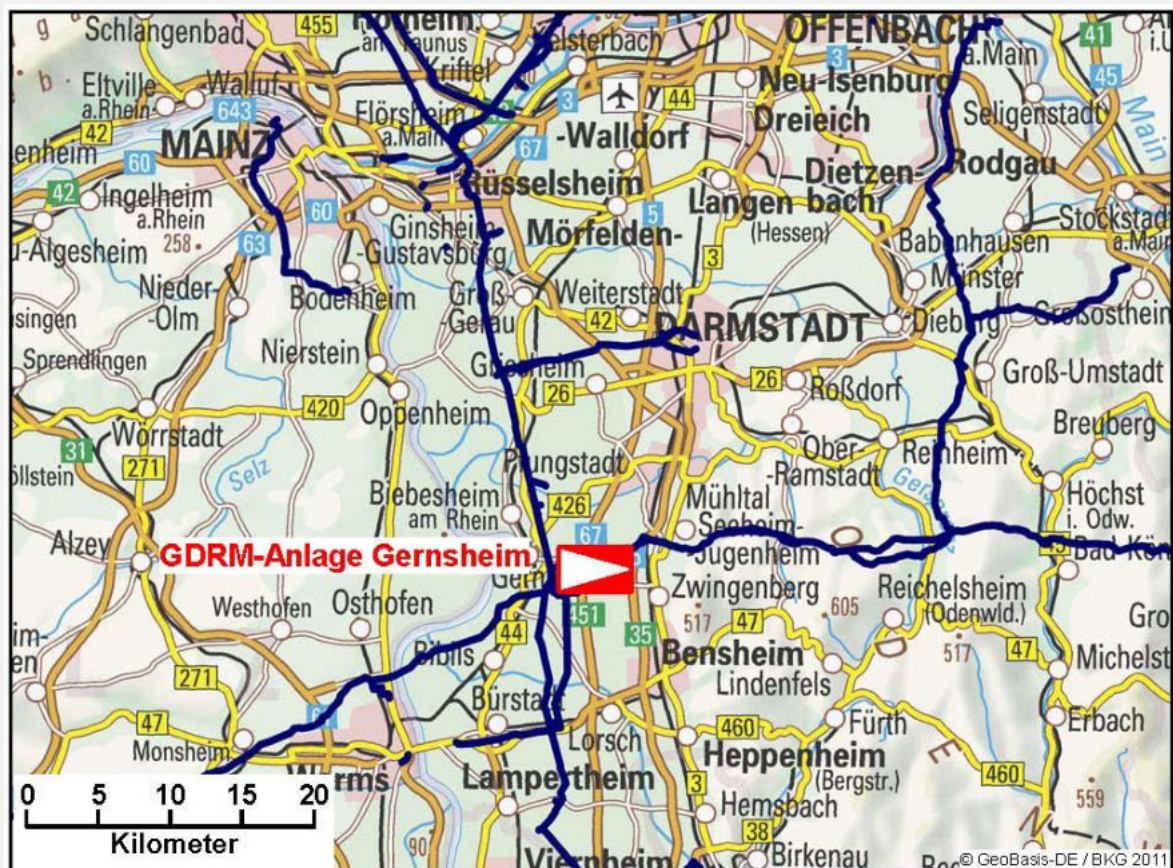 Schlangenbad
455
Kriftel
Kelsterbach
OFFENBACH
a.Main
41
Eltville
a.Rhein
Walluf
643
42
MAINZ
60
Flörsheim
a.Main
3
44
67
-Walldorf
Neu-Isenburg
3
Dreieich
45
Seligenstadt
Main
Rodgau
42
Ingelheim
a.Rhein
258
60
63
Rüsselsheim
Ginsheim
-Gustavsburg
5
Dietzen-
bach
Langen
(Hessen)
Mörfelden-
3
Stockstadt
a.Main
Babenhausen
Münster
Nieder-
-Olm
Bodenheim
Groß-
-Gerau
Weiterstadt
42
DARMSTADT
Dieburg
Großostheim
Sprendlingen
Nierstein
Griesheim
26
26
Roßdorf
Groß-Umstadt
420
Oppenheim
Breuberg
31
Wörrstadt
271
Selz
Pfungstadt
Ober-
-Ramstadt
Reinheim
Biebesheim
am Rhein
426
Mühltal
Höchst
i. Odw.
Alzey
67
Seeheim-
-Jugenheim
45
GDRM-Anlage Gernsheim
Zwingenberg
Reichelsheim
(Odenwld.)
Westhofen
Osthofen
451
517
605
44
35
47
517
47
Biblis
Bensheim
Lindenfels
271
Bürstadt
47
Monsheim
Lorsch
460
Fürth
Erbach
Worms
Lampertheim
Heppenheim
(Bergstr.)
460
0 5 10 15 20
Kilometer
3
Hemsbach
559
90
38
Viernheim
Birkenau
© GeoBasis-DE / BKG 2011